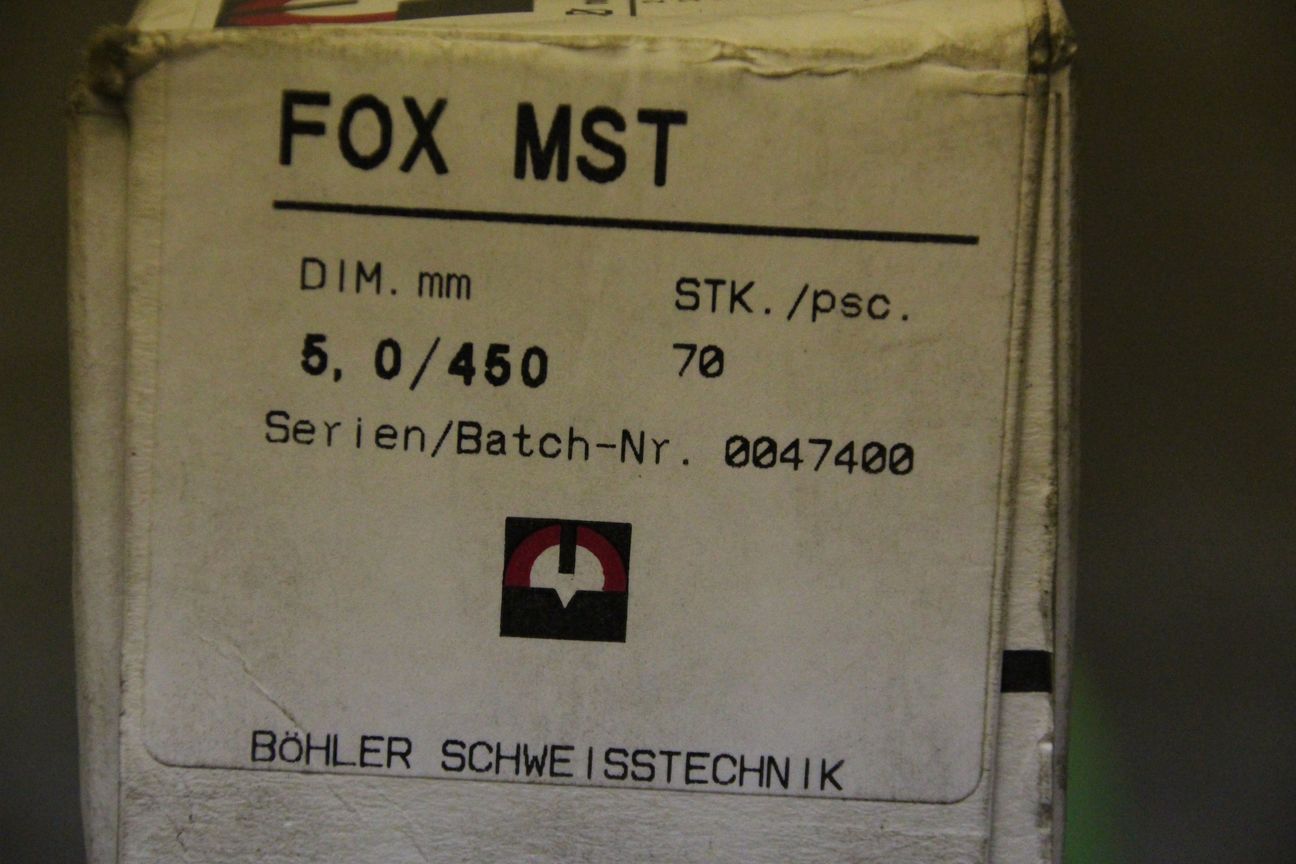 FOX MST
DIM. mm STK./psc.
5,0/450 70
Serien/Batch-Nr. 0047400
BÖHLER SCHWEISSTECHNIK